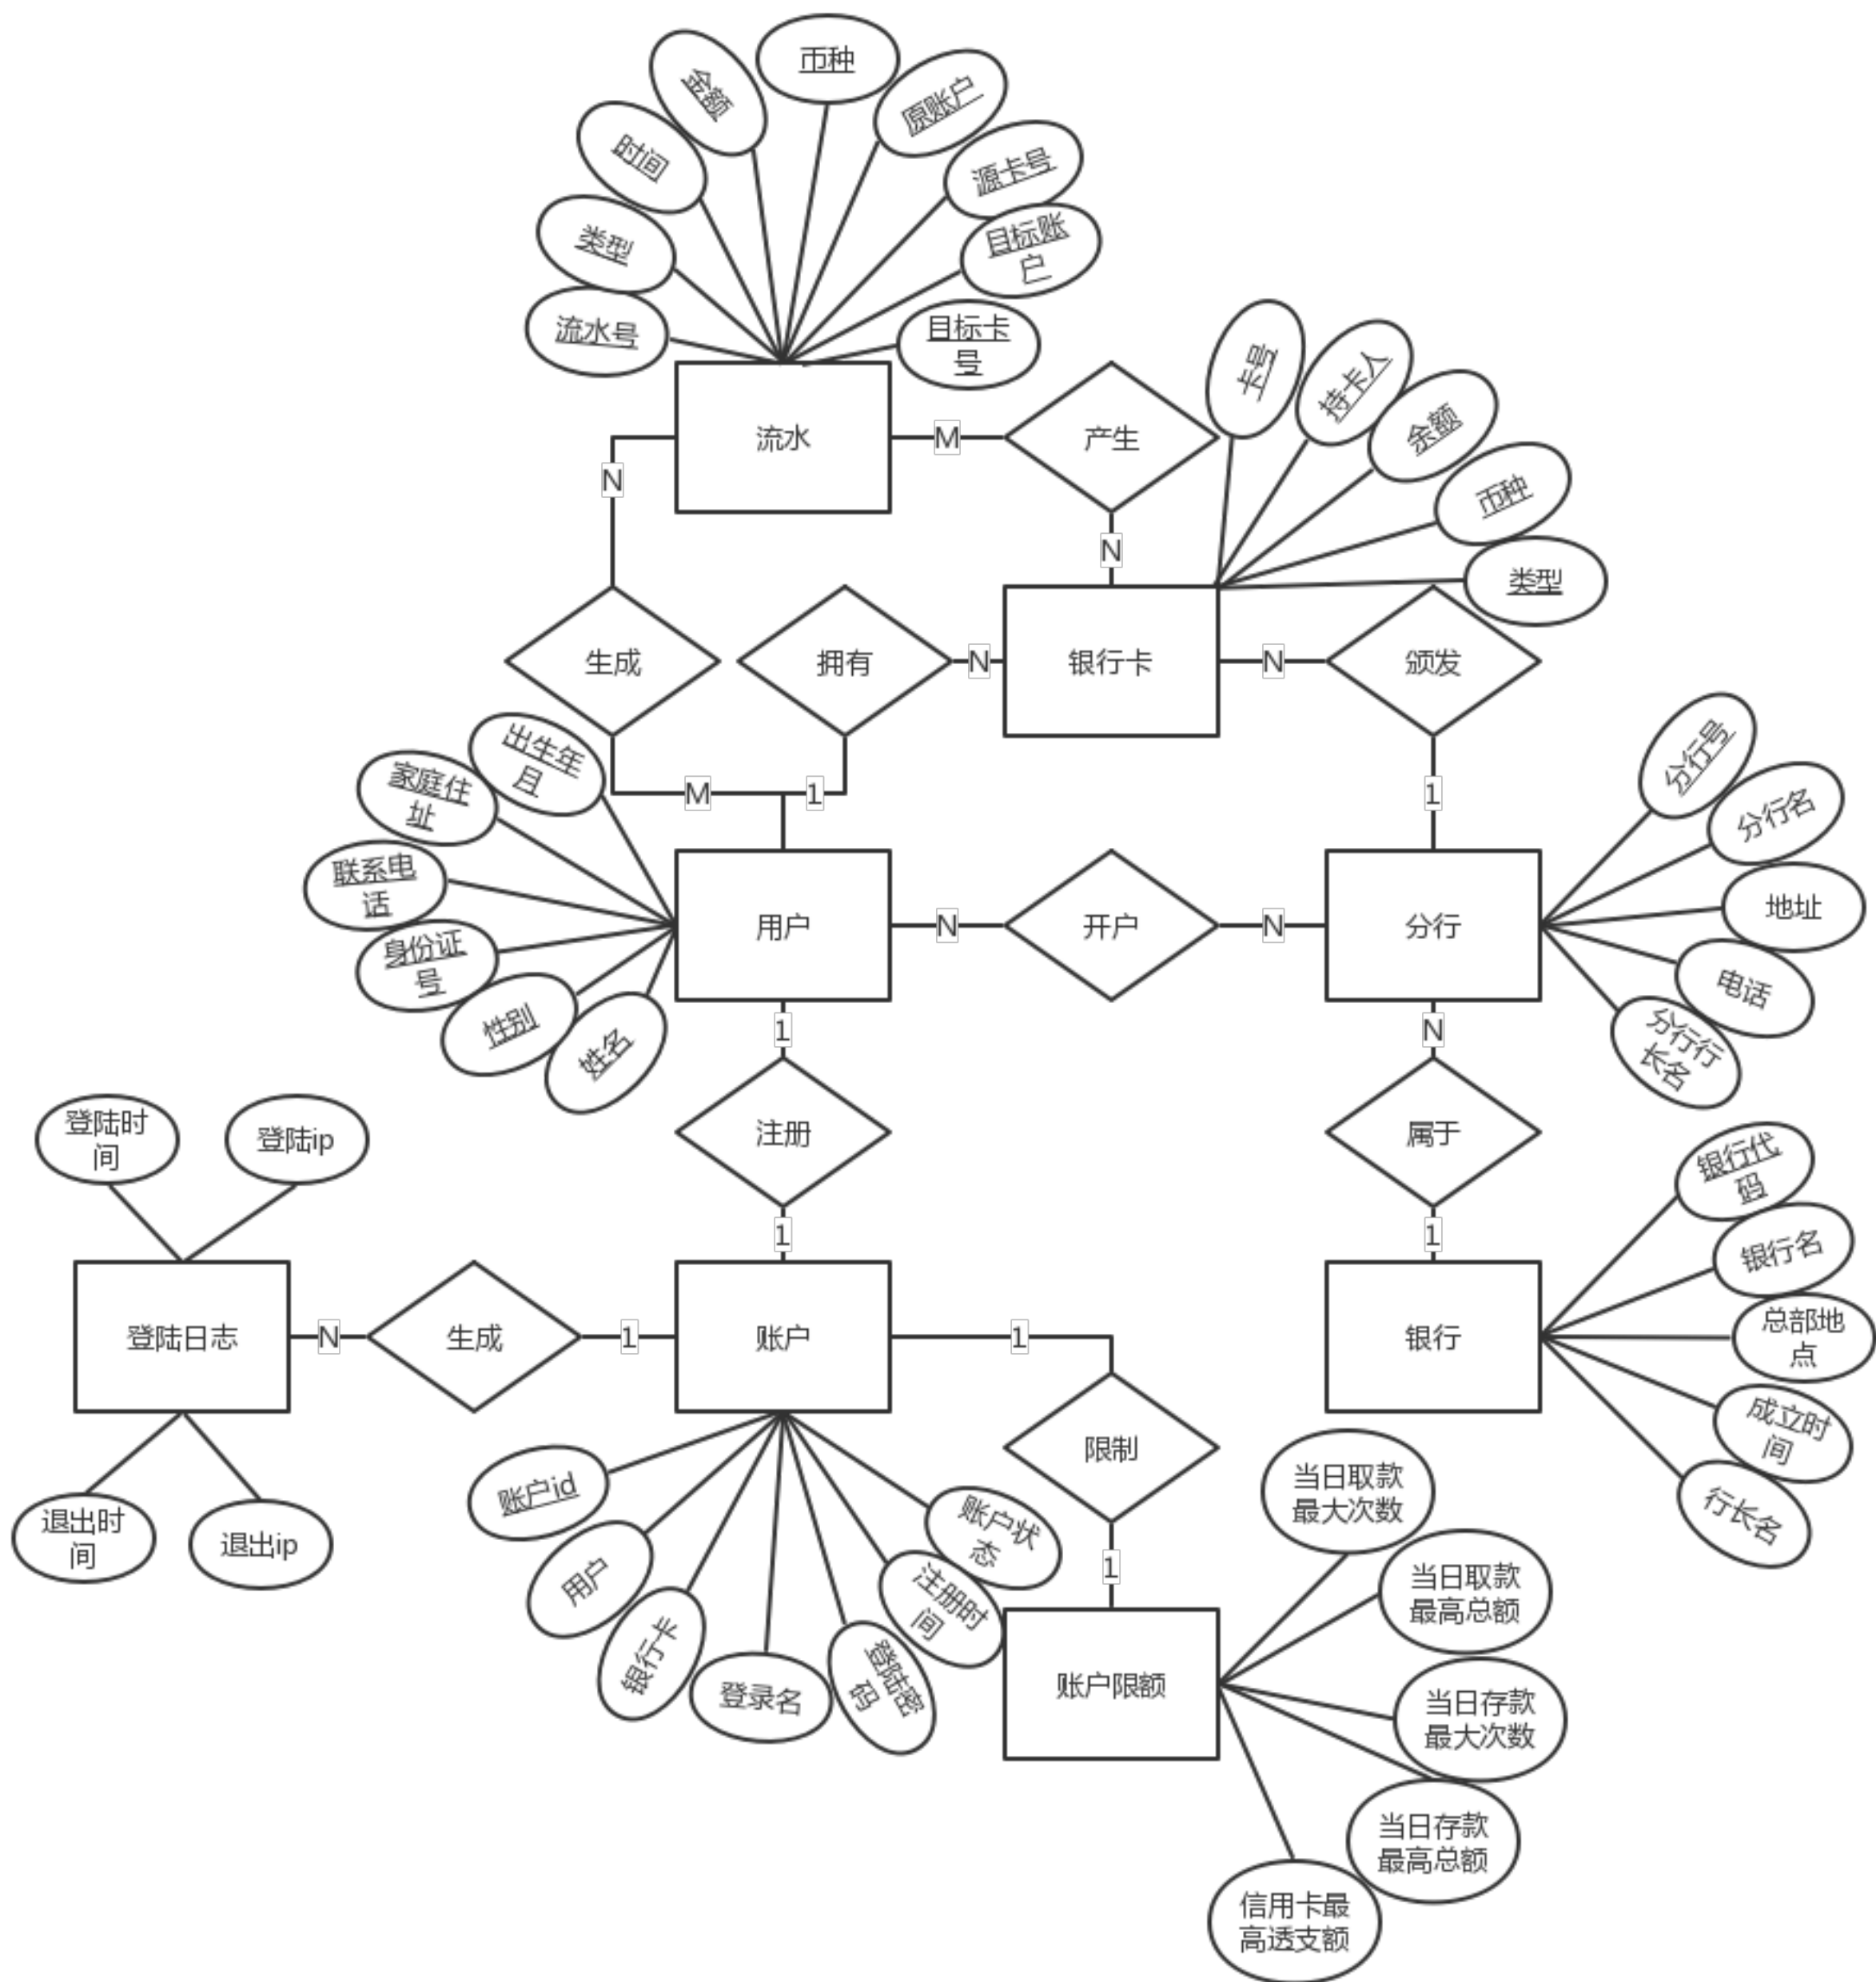 币种
金额
原账户
时间
源卡号
类型
目标账
户
流水号
目标卡
号
卡号
持卡人
余额
币种
类型
流水
M
产生
N
N
生成
拥有
N
银行卡
N
颁发
出生年
月
家庭住
址
联系电
话
身份证
号
性别
姓名
M
1
1
分行号
分行名
地址
电话
分行行
长名
用户
N
开户
N
分行
1
N
注册
属于
1
1
登陆时
间
登陆ip
银行代
码
银行名
总部地
点
成立时
间
行长名
登陆日志
N
生成
1
账户
1
银行
限制
1
退出时
间
退出ip
账户id
用户
银行卡
登录名
登陆密
码
注册时
间
账户状
态
账户限额
当日取款
最大次数
当日取款
最高总额
当日存款
最大次数
当日存款
最高总额
信用卡最
高透支额